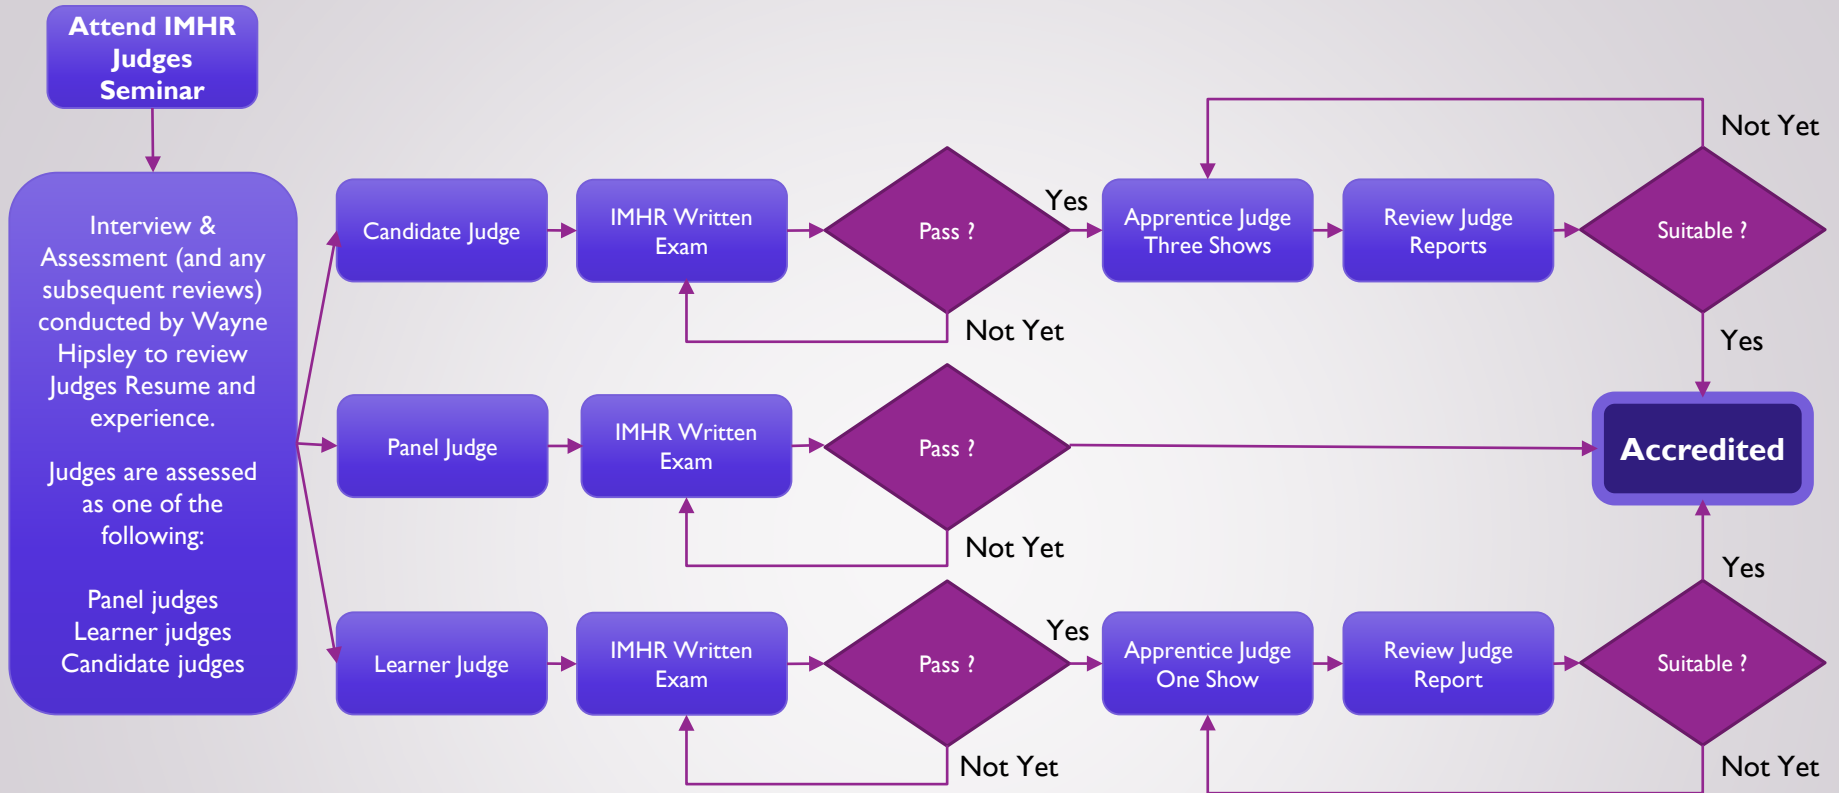 Attend IMHR
Judges
Seminar
Interview &
Assessment (and any
subsequent reviews)
conducted by Wayne
Hipsley to review
Judges Resume and
experience.
Judges are assessed
as one of the
following:
Panel judges
Learner judges
Candidate judges
Candidate Judge
IMHR Written
Exam
Pass ?
Yes
Not Yet
Apprentice Judge
Three Shows
Review Judge
Reports
Suitable ?
Not Yet
Yes
Panel Judge
IMHR Written
Exam
Pass ?
Not Yet
Accredited
Learner Judge
IMHR Written
Exam
Pass ?
Yes
Not Yet
Apprentice Judge
One Show
Review Judge
Report
Suitable ?
Yes
Not Yet